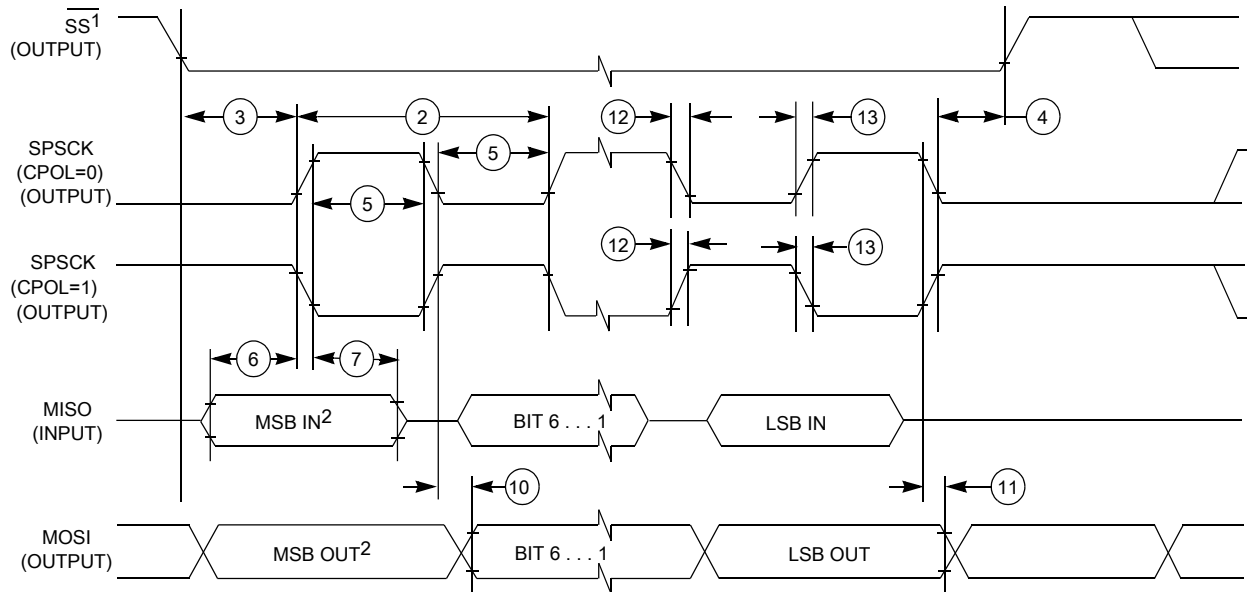 SS¹
(OUTPUT)
3
2
12
13
4
SPSCK
(CPOL=0)
(OUTPUT)
5
5
12
13
SPSCK
(CPOL=1)
(OUTPUT)
6
7
MISO
(INPUT)
MSB IN²
BIT 6 . . . 1
LSB IN
10
11
MOSI
(OUTPUT)
MSB OUT²
BIT 6 . . . 1
LSB OUT